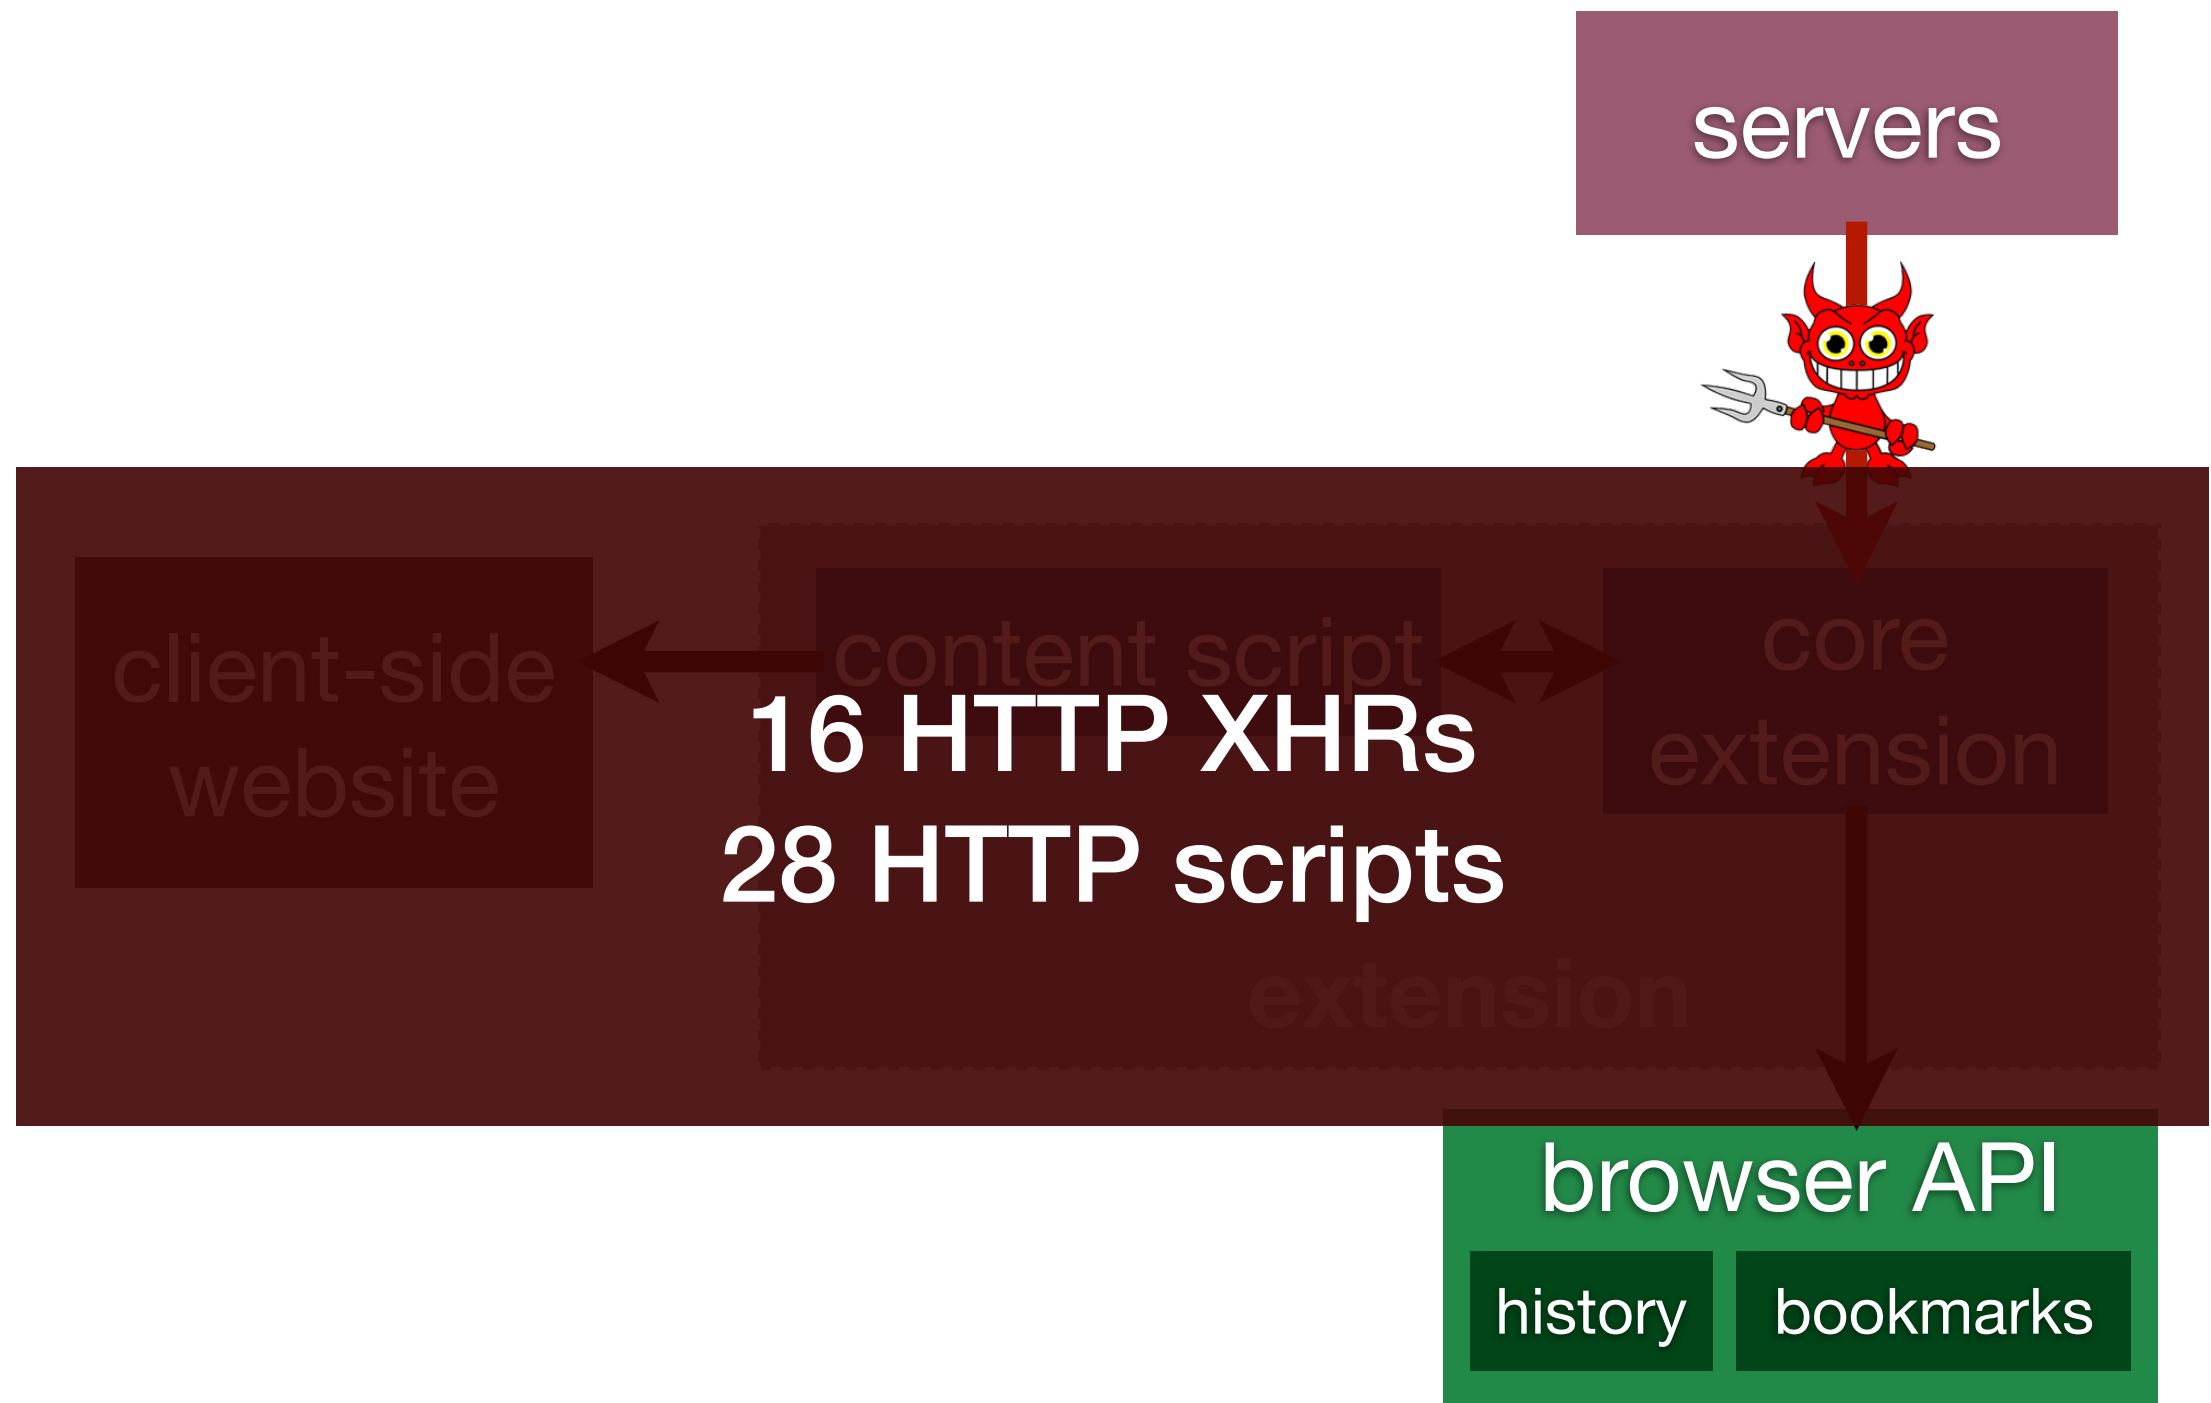 servers
client-side
website
content script
core
extension
16 HTTP XHRs
28 HTTP scripts
extension
browser API
history
bookmarks